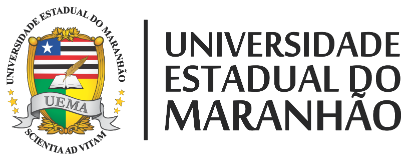 UNIVERSIDADE ESTADUAL DO MARANHÃO
UEMA
SCIENTIA AD VITAM
UNIVERSIDADE
ESTADUAL DO
MARANHÃO